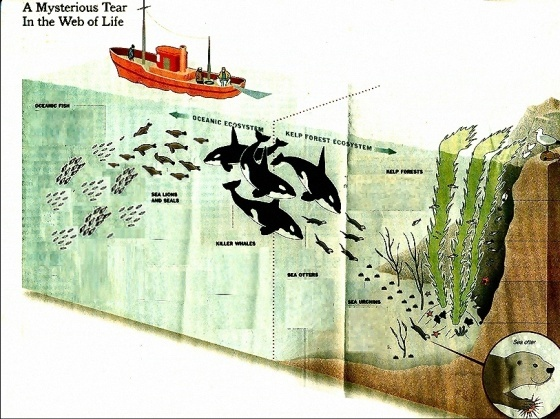 A Mysterious Tear
In the Web of Life
OCEANIC FISH
OCEANIC ECOSYSTEM
KELP FOREST ECOSYSTEM
KELP FORESTS
SEA LIONS
AND SEALS
KILLER WHALES
SEA OTTERS
SEA URCHINS
Sea otter